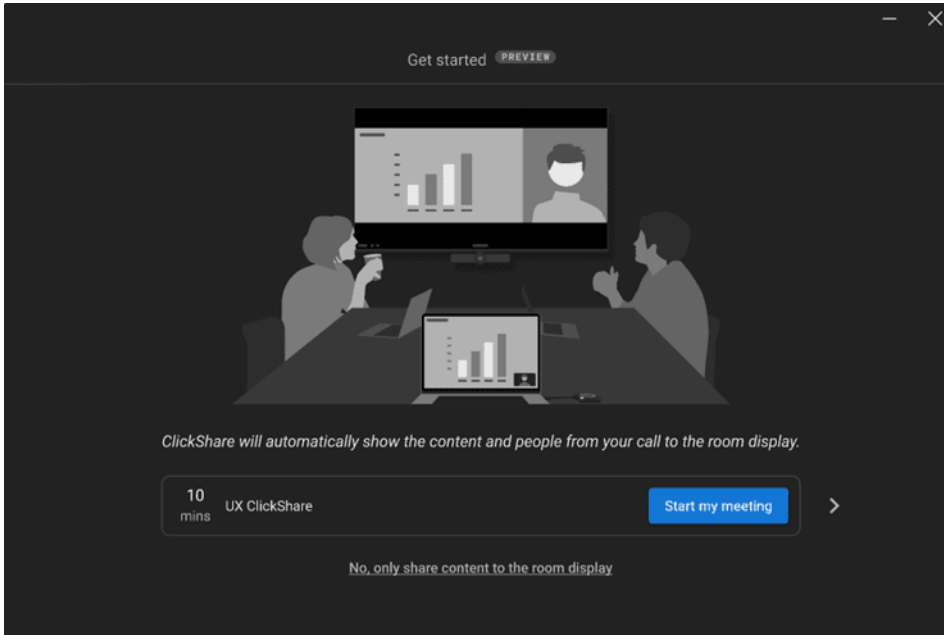 Get started PREVIEW
ClickShare will automatically show the content and people from your call to the room display.
10
mins
UX ClickShare
Start my meeting
No, only share content to the room display